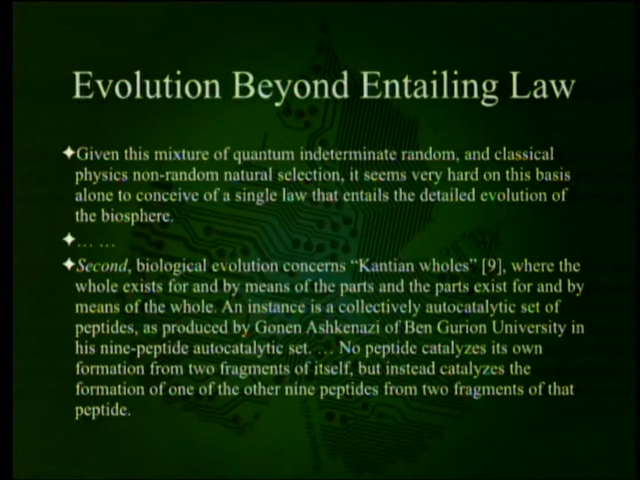 Evolution Beyond Entailing Law
✦Given this mixture of quantum indeterminate random, and classical
physics non-random natural selection, it seems very hard on this basis
alone to conceive of a single law that entails the detailed evolution of
the biosphere.
✦… …
✦Second, biological evolution concerns “Kantian wholes” [9], where the
whole exists for and by means of the parts and the parts exist for and by
means of the whole. An instance is a collectively autocatalytic set of
peptides, as produced by Gonen Ashkenazi of Ben Gurion University in
his nine-peptide autocatalytic set. … No peptide catalyzes its own
formation from two fragments of itself, but instead catalyzes the
formation of one of the other nine peptides from two fragments of that
peptide.